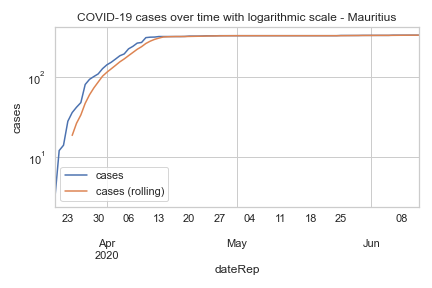 COVID-19 cases over time with logarithmic scale - Mauritius
cases
10²
10¹
cases
cases (rolling)
23 30 06 13 20 27 04 11 18 25 08
Apr May Jun
2020
dateRep